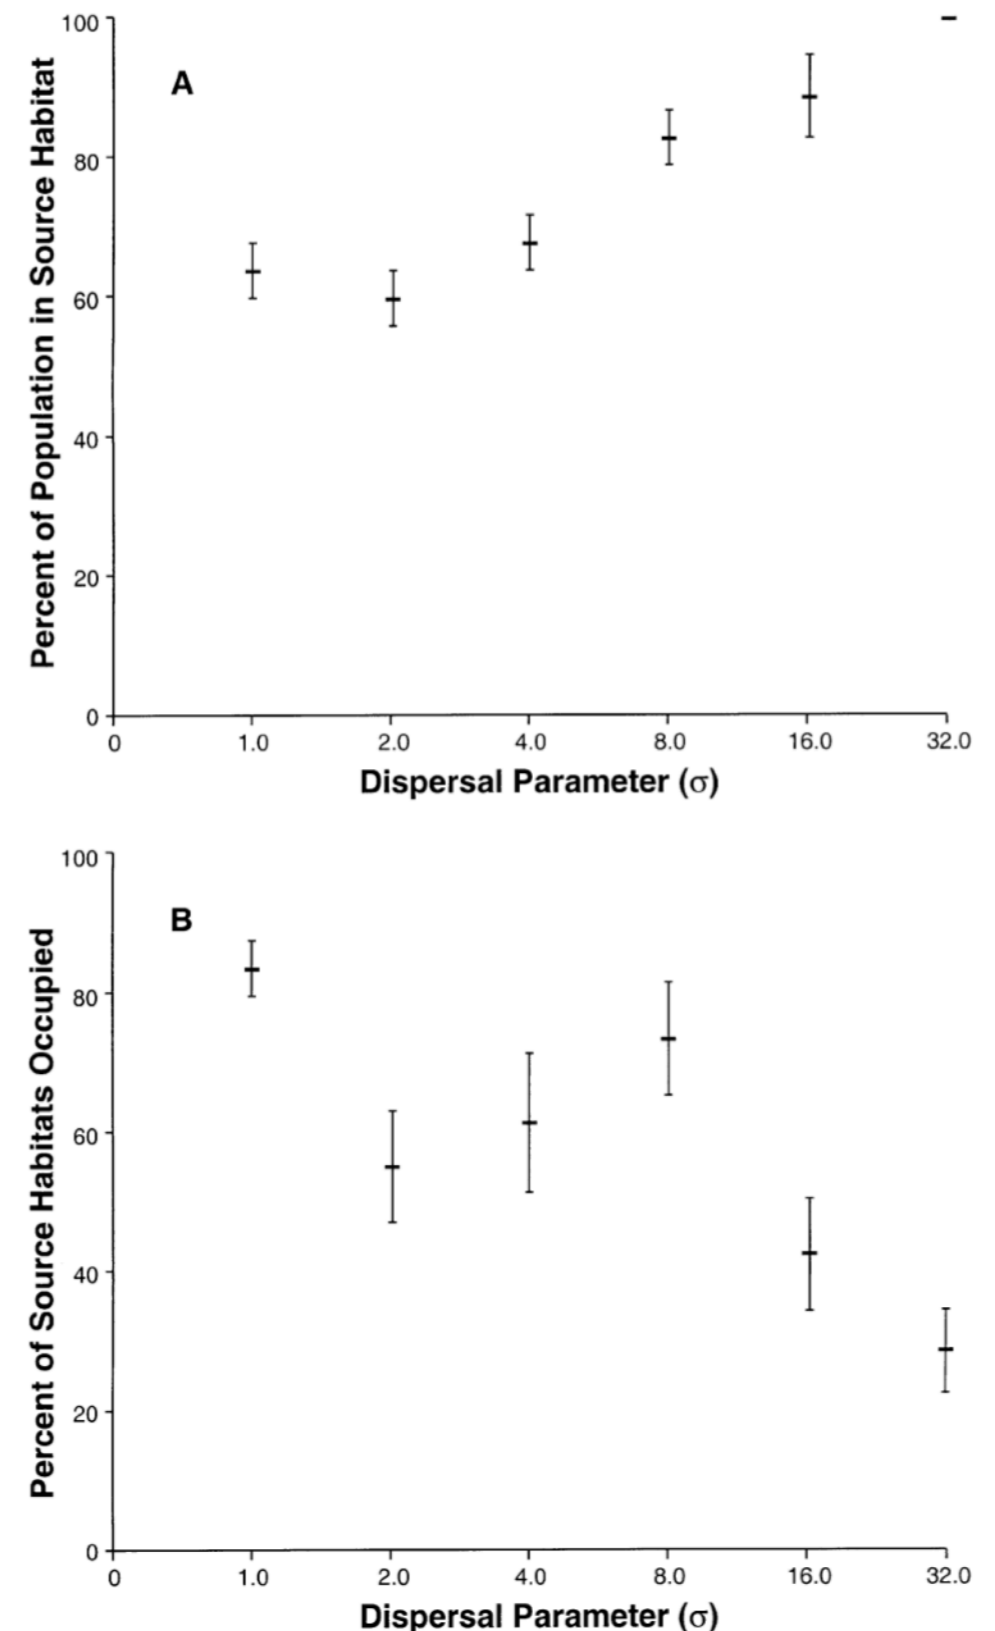 100
A
80
60
40
20
0
Percent of Population in Source Habitat
0 1.0 2.0 4.0 8.0 16.0 32.0
Dispersal Parameter (σ)
100
B
80
60
40
20
0
Percent of Source Habitats Occupied
0 1.0 2.0 4.0 8.0 16.0 32.0
Dispersal Parameter (σ)